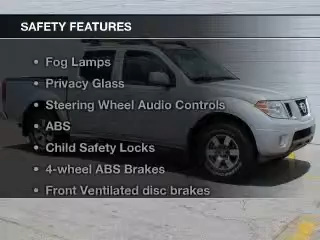 SAFETY FEATURES
• Fog Lamps
• Privacy Glass
• Steering Wheel Audio Controls
• ABS
• Child Safety Locks
• 4-wheel ABS Brakes
• Front Ventilated disc brakes